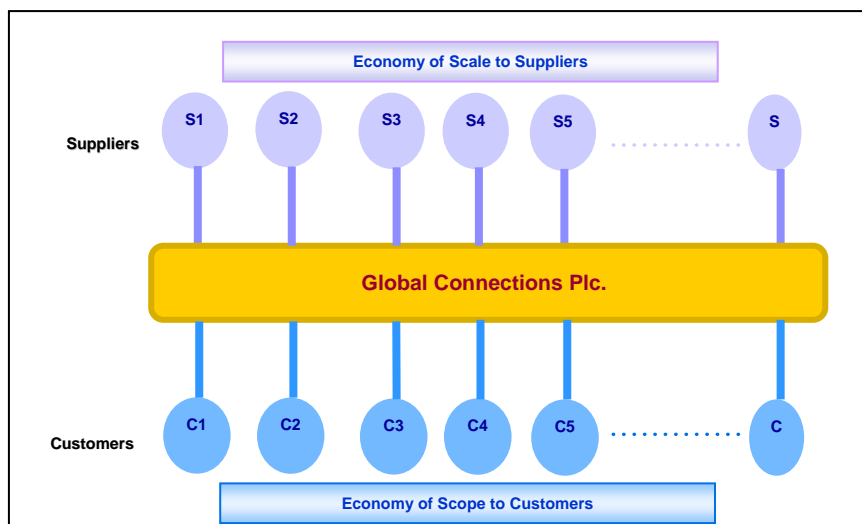 Economy of Scale to Suppliers
S1 S2 S3 S4 S5 S
Suppliers
Global Connections Plc.
C1 C2 C3 C4 C5 C
Customers
Economy of Scope to Customers